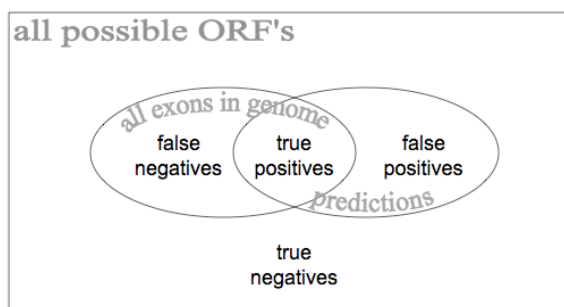 all possible ORF's
all exons in genome
false
negatives
true
positives
false
positives
predictions
true
negatives